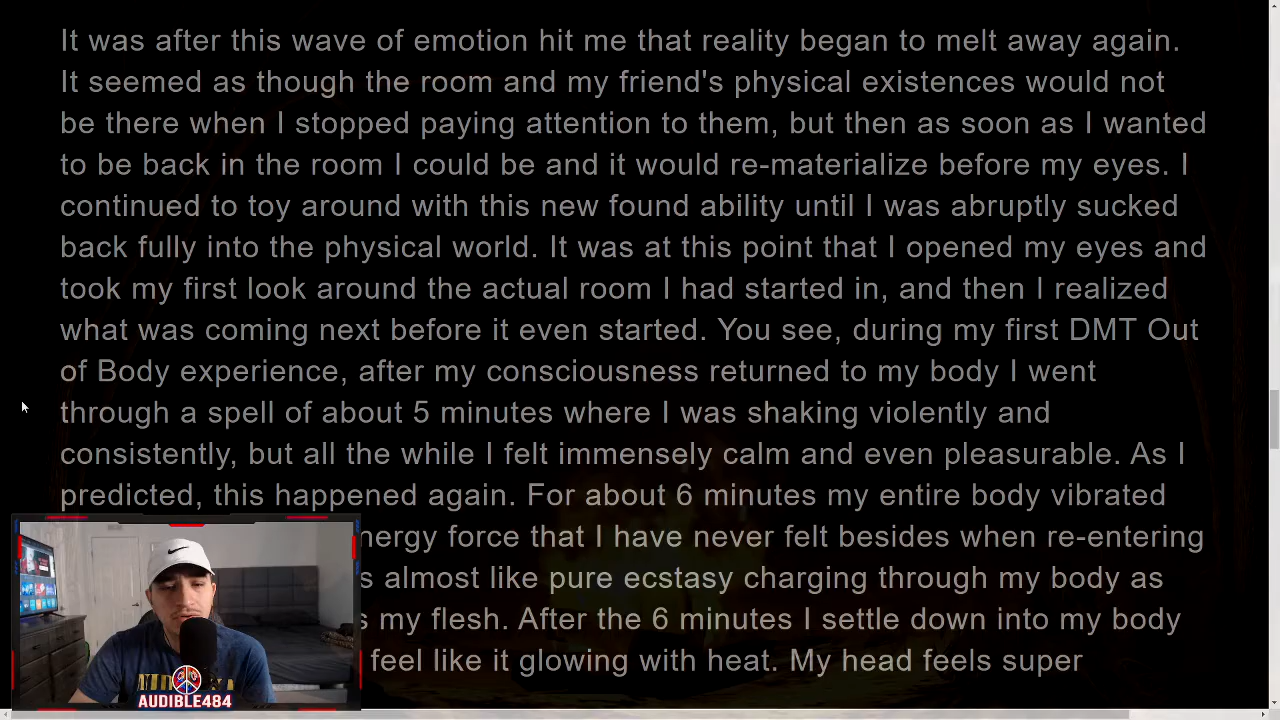 It was after this wave of emotion hit me that reality began to melt away again.
It seemed as though the room and my friend's physical existences would not
be there when I stopped paying attention to them, but then as soon as I wanted
to be back in the room I could be and it would re-materialize before my eyes. I
continued to toy around with this new found ability until I was abruptly sucked
back fully into the physical world. It was at this point that I opened my eyes and
took my first look around the actual room I had started in, and then I realized
what was coming next before it even started. You see, during my first DMT Out
of Body experience, after my consciousness returned to my body I went
through a spell of about 5 minutes where I was shaking violently and
consistently, but all the while I felt immensely calm and even pleasurable. As I
predicted, this happened again. For about 6 minutes my entire body vibrated
nergy force that I have never felt besides when re-entering
s almost like pure ecstasy charging through my body as
s my flesh. After the 6 minutes I settle down into my body
feel like it glowing with heat. My head feels super
AUDIBLE484